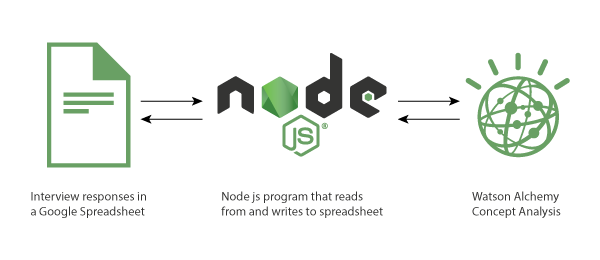 node
JS®
Interview responses in
a Google Spreadsheet
Node js program that reads
from and writes to spreadsheet
Watson Alchemy
Concept Analysis